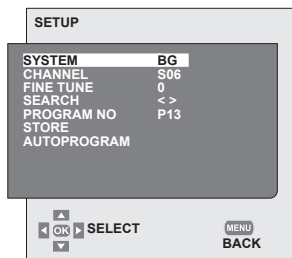 SETUP
SYSTEM BG
CHANNEL S06
FINE TUNE 0
SEARCH < >
PROGRAM NO P13
STORE
AUTOPROGRAM
OK SELECT MENU
BACK